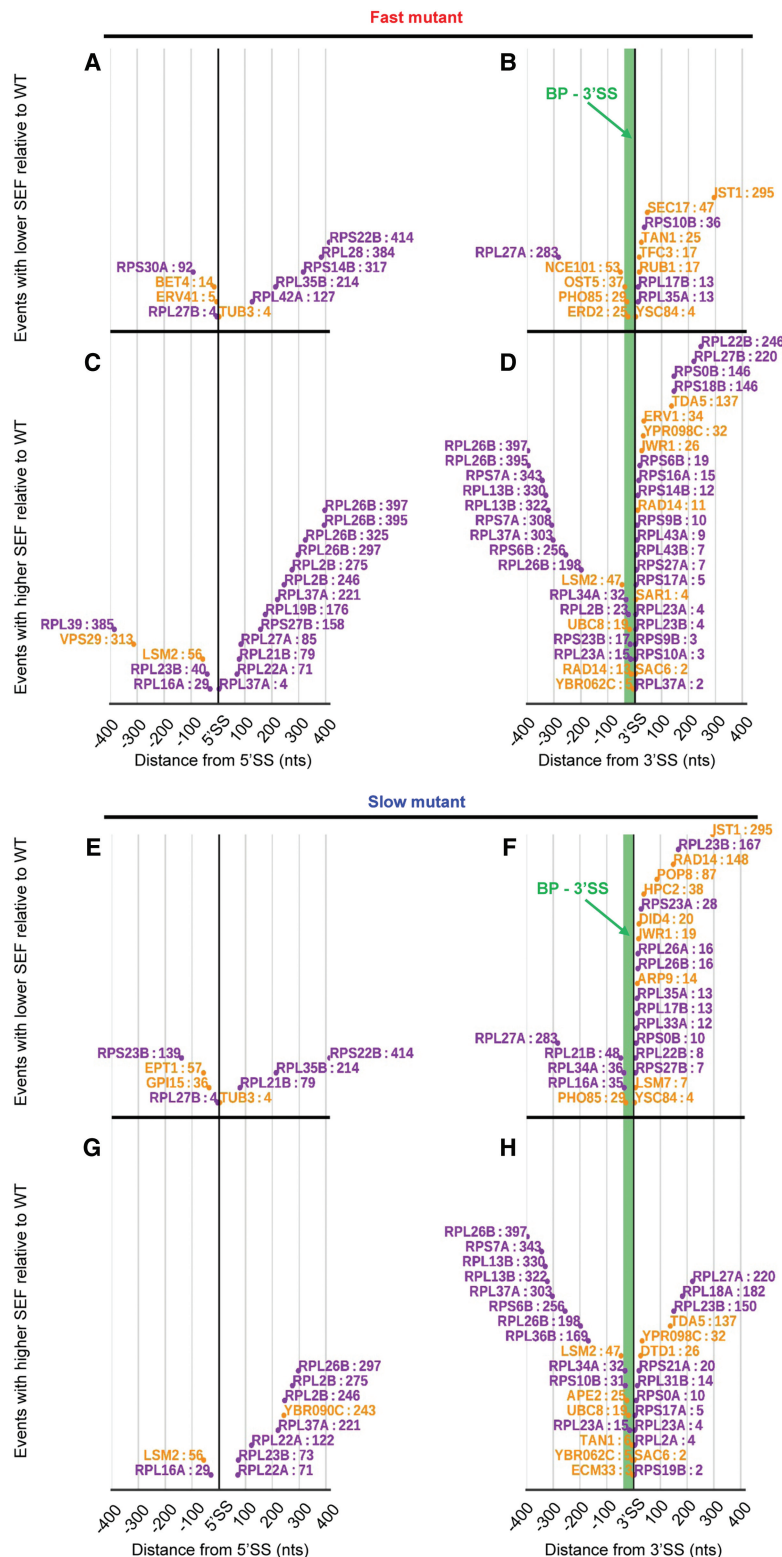 Fast mutant
A
Events with lower SEF relative to WT
RPS22B : 414
RPL28 : 384
RPS30A : 92
RPS14B : 317
BET4 : 14
RPL35B : 214
ERV41 : 5
RPL42A : 127
RPL27B : 4
TUB3 : 4
B
BP - 3'SS
IST1 : 295
SEC17 : 47
RPS10B : 36
TAN1 : 25
RPL27A : 283
TFC3 : 17
NCE101 : 53
RUB1 : 17
OST5 : 37
RPL17B : 13
PHO85 : 29
RPL35A : 13
ERD2 : 25
YSC84 : 4
C
Events with higher SEF relative to WT
RPL26B : 397
RPL26B : 395
RPL26B : 325
RPL26B : 297
RPL2B : 275
RPL2B : 246
RPL37A : 221
RPL19B : 176
RPL39 : 385
RPS27B : 158
VPS29 : 313
RPL27A : 85
LSM2 : 56
RPL21B : 79
RPL23B : 40
RPL22A : 71
RPL16A : 29
RPL37A : 4
-400
-300
-200
-100
5'SS
100
200
300
400
Distance from 5'SS (nts)
D
RPL22B : 246
RPL27B : 220
RPS0B : 146
RPS18B : 146
TDA5 : 137
ERV1 : 34
YPR098C : 32
RPL26B : 397
IWR1 : 26
RPL26B : 395
RPS6B : 19
RPS7A : 343
RPS16A : 15
RPL13B : 330
RPS14B : 12
RPL13B : 322
RAD14 : 11
RPS7A : 308
RPS9B : 10
RPL37A : 303
RPL43A : 9
RPS6B : 256
RPL43B : 7
RPL26B : 198
RPS27A : 7
LSM2 : 47
RPS17A : 5
RPL34A : 32
SAR1 : 4
RPL2B : 23
RPL23A : 4
UBC8 : 19
RPL23B : 4
RPS23B : 17
RPS9B : 3
RPL23A : 15
RPS10A : 3
RAD14 :
SAC6 : 2
YBR062C :
RPL37A : 2
-400
-300
-200
-100
3'SS
100
200
300
400
Distance from 3'SS (nts)
Slow mutant
E
Events with lower SEF relative to WT
RPS23B : 139
RPS22B : 414
EPT1 : 57
RPL35B : 214
GPI15 : 36
RPL21B : 79
RPL27B : 4
TUB3 : 4
F
BP - 3'SS
IST1 : 295
RPL23B : 167
RAD14 : 148
POP8 : 87
HPC2 : 38
RPS23A : 28
DID4 : 20
IWR1 : 19
RPL26A : 16
RPL26B : 16
ARP9 : 14
RPL35A : 13
RPL17B : 13
RPL33A : 12
RPL27A : 283
RPS0B : 10
RPL21B : 48
RPL22B : 8
RPL34A : 36
RPS27B : 7
RPL16A : 35
LSM7 : 7
PHO85 : 29
YSC84 : 4
G
Events with higher SEF relative to WT
RPL26B : 297
RPL2B : 275
RPL2B : 246
YBR090C : 243
RPL37A : 221
RPL22A : 122
LSM2 : 56
RPL23B : 73
RPL16A : 29
RPL22A : 71
-400
-300
-200
-100
5'SS
100
200
300
400
Distance from 5'SS (nts)
H
RPL26B : 397
RPS7A : 343
RPL13B : 330
RPL13B : 322
RPL27A : 220
RPL37A : 303
RPL18A : 182
RPS6B : 256
RPL23B : 150
RPL26B : 198
TDA5 : 137
RPL36B : 169
YPR098C : 32
LSM2 : 47
DTD1 : 26
RPL34A : 32
RPS21A : 20
RPS10B : 31
RPL31B : 14
APE2 : 25
RPS0A : 10
UBC8 : 19
RPS17A : 5
RPL23A : 15
RPL23A : 4
TAN1 :
RPL2A : 4
YBR062C :
SAC6 : 2
ECM33 :
RPS19B : 2
-400
-300
-200
-100
3'SS
100
200
300
400
Distance from 3'SS (nts)